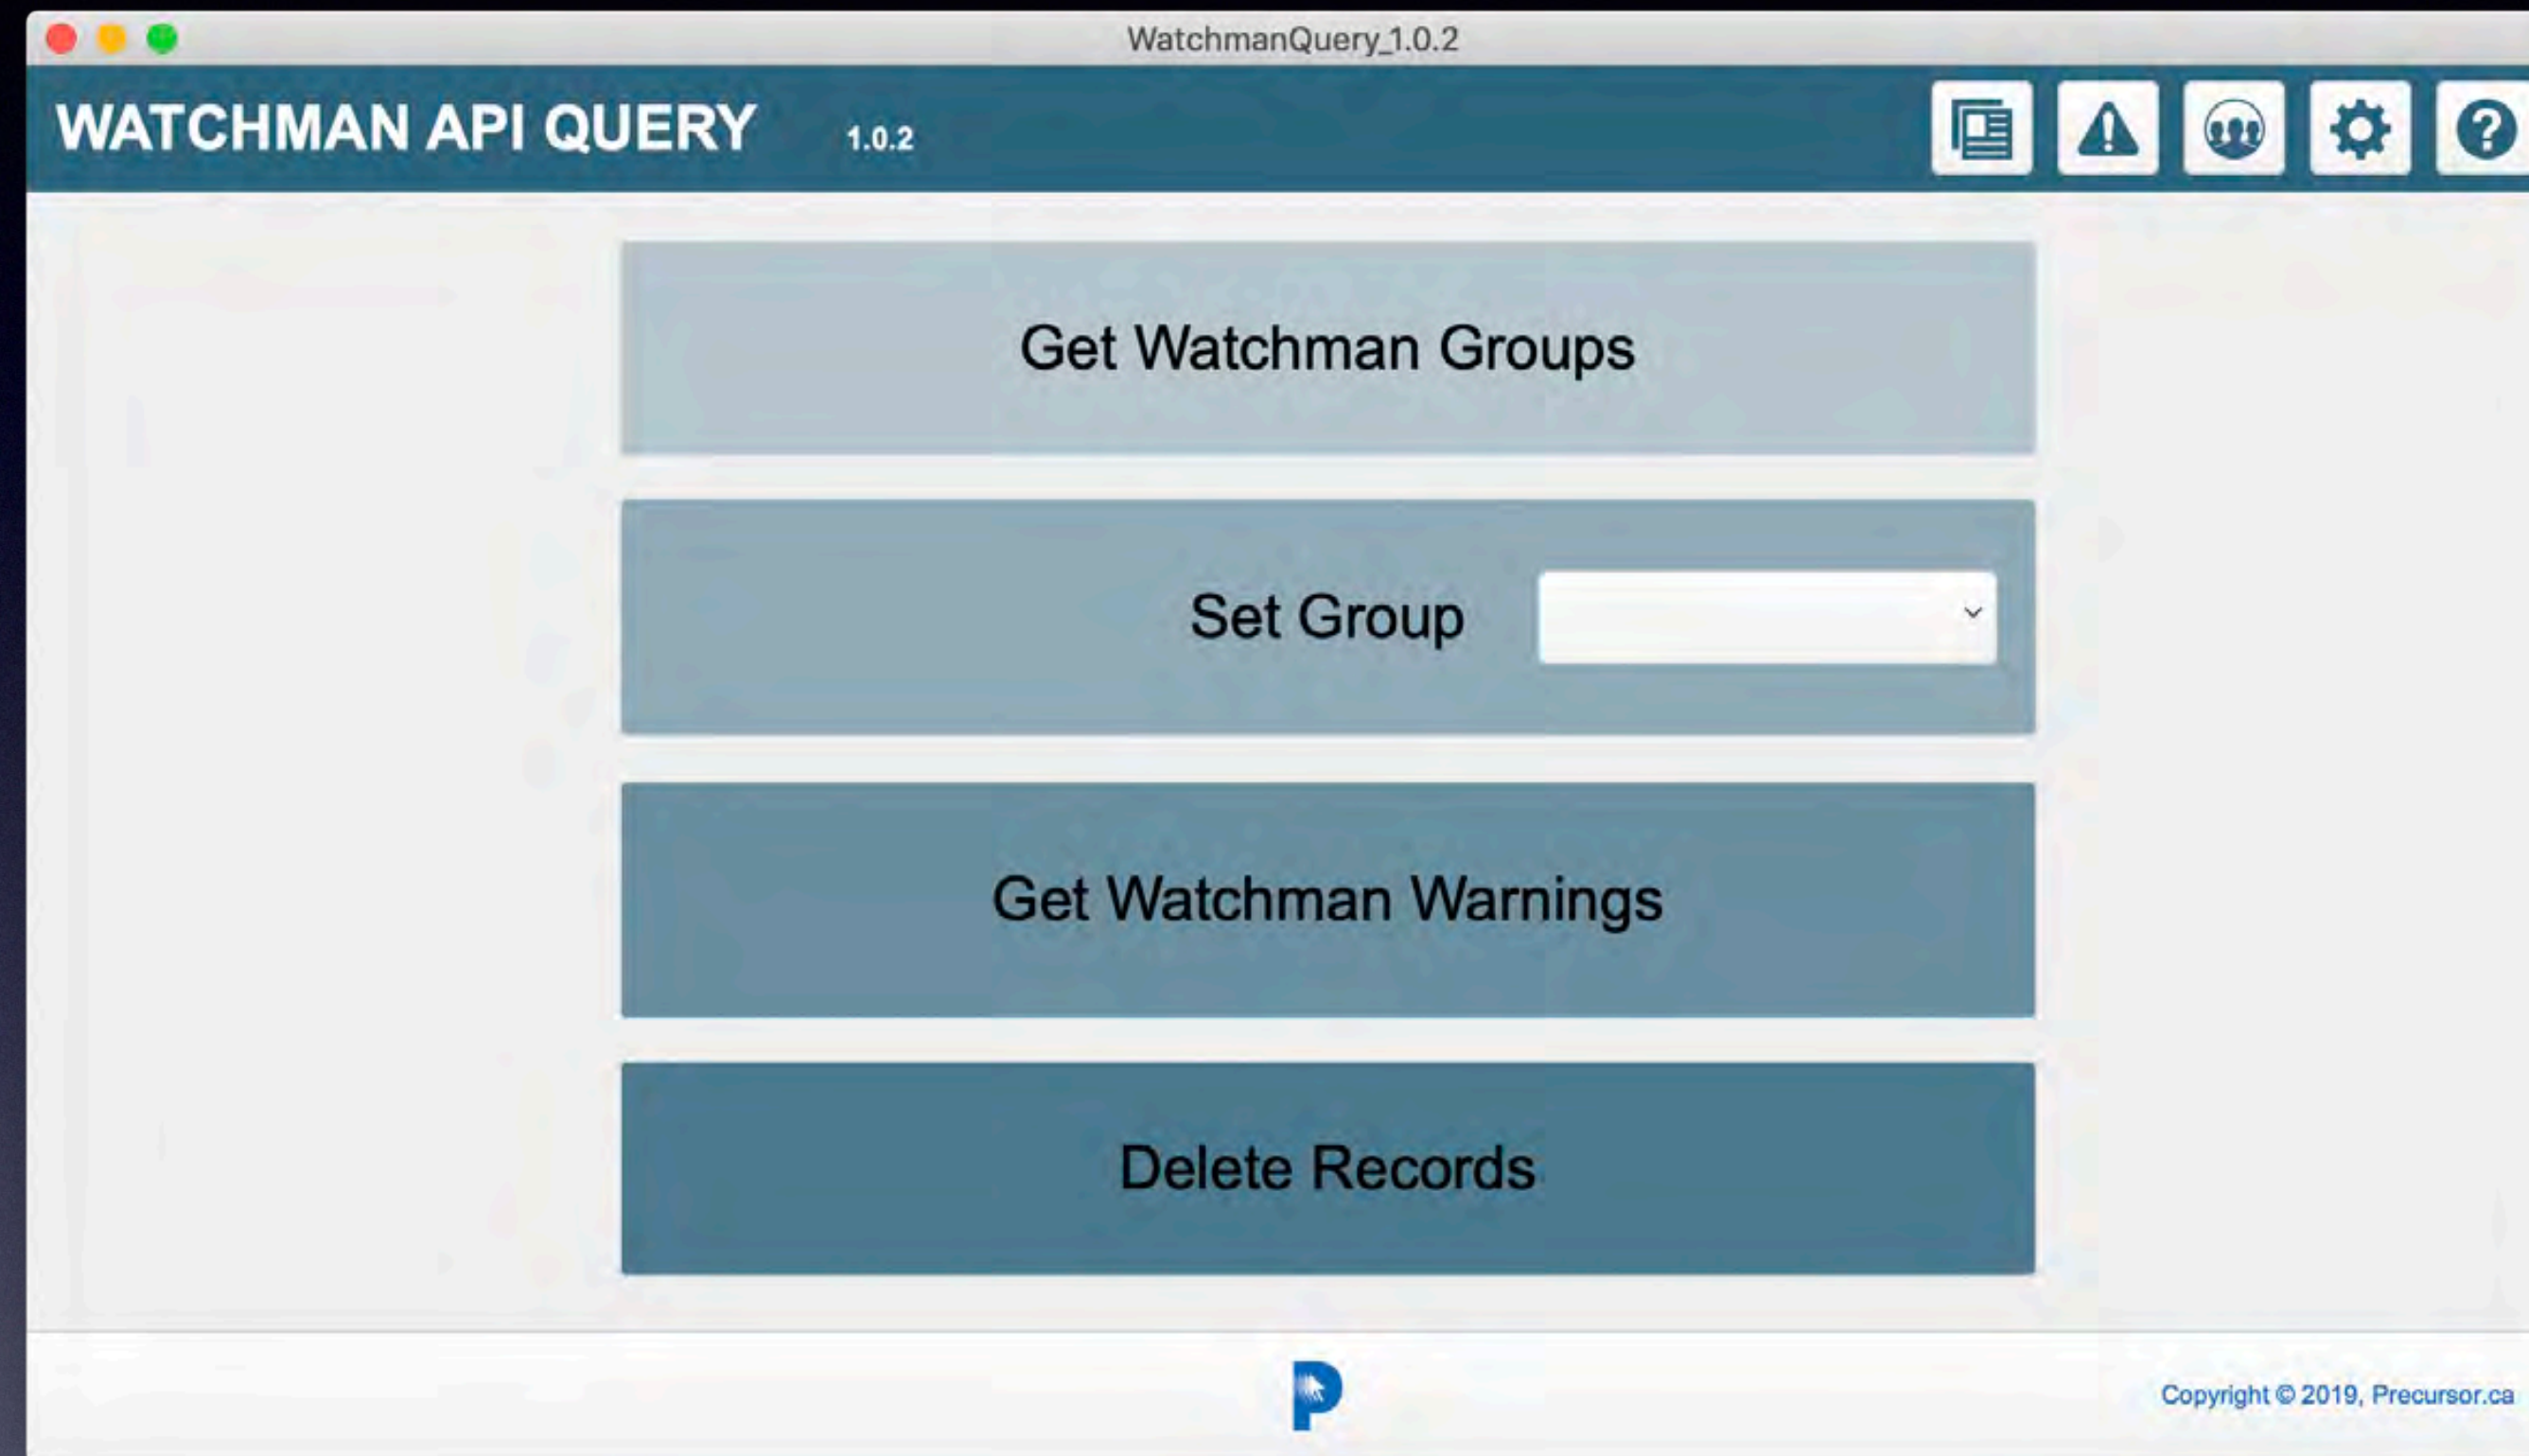 WatchmanQuery_1.0.2
WATCHMAN API QUERY 1.0.2
Get Watchman Groups
Set Group
Get Watchman Warnings
Delete Records
P
Copyright © 2019, Precursor.ca